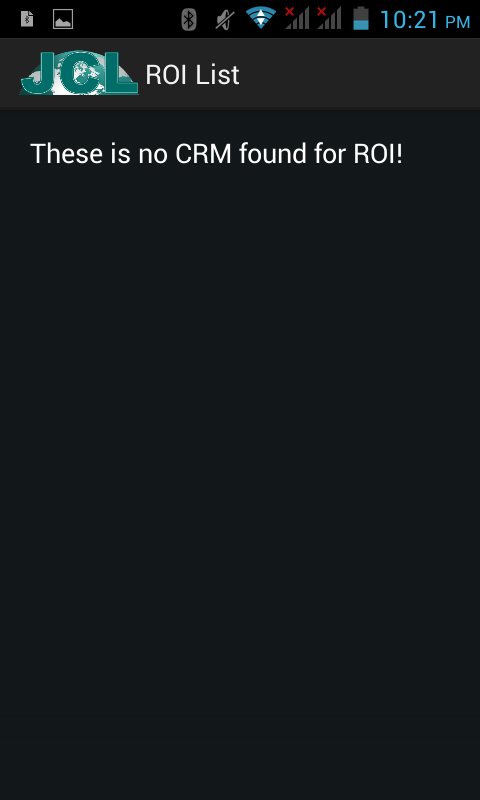 10:21 PM
JCL ROI List
These is no CRM found for ROI!